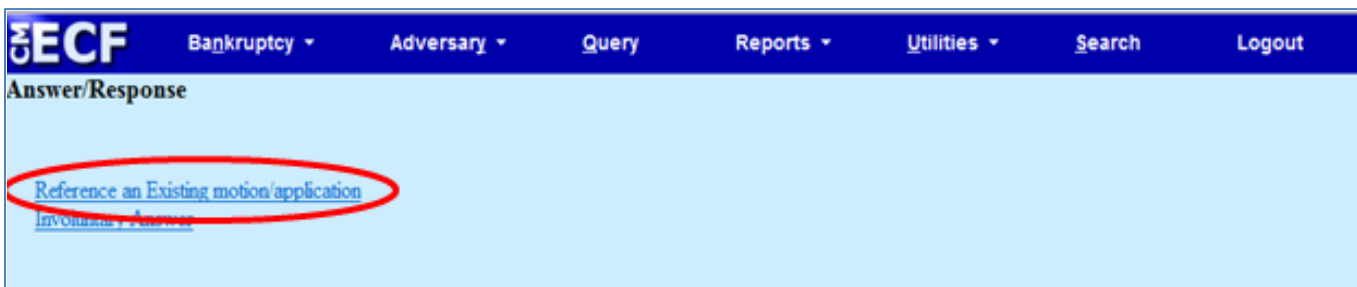 CM ECF Bankruptcy Adversary Query Reports Utilities Search Logout
Answer/Response
Reference an Existing motion/application
Involuntary Answer